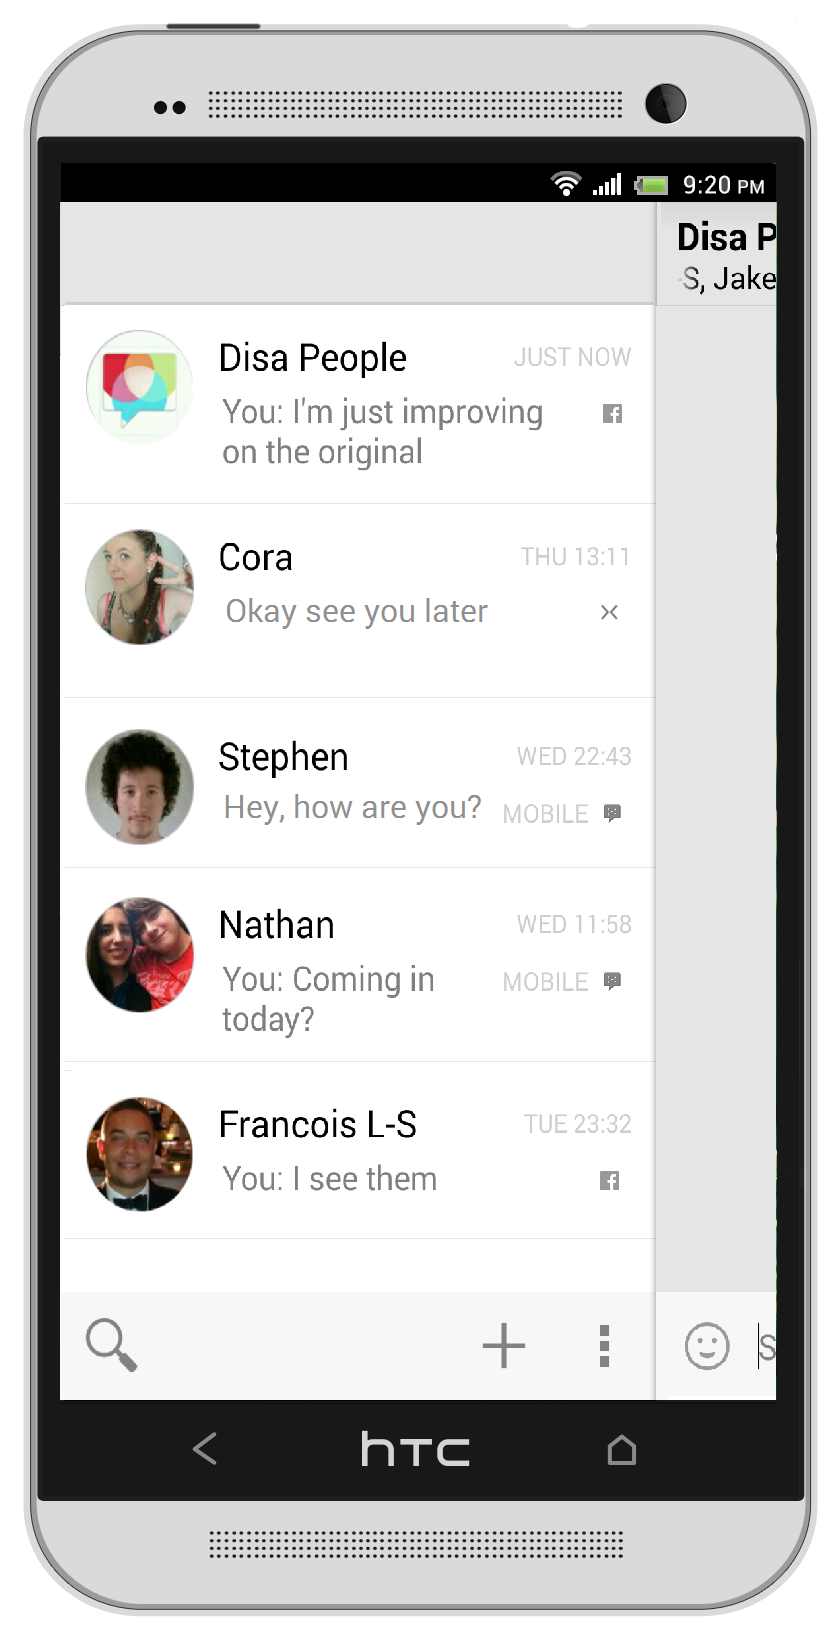 9:20 PM
Disa P
-S, Jake
Disa People
JUST NOW
You: I'm just improving
on the original
Cora
THU 13:11
Okay see you later
Stephen
WED 22:43
Hey, how are you?
MOBILE
Nathan
WED 11:58
You: Coming in
MOBILE
today?
Francois L-S
TUE 23:32
You: I see them
S
hTC